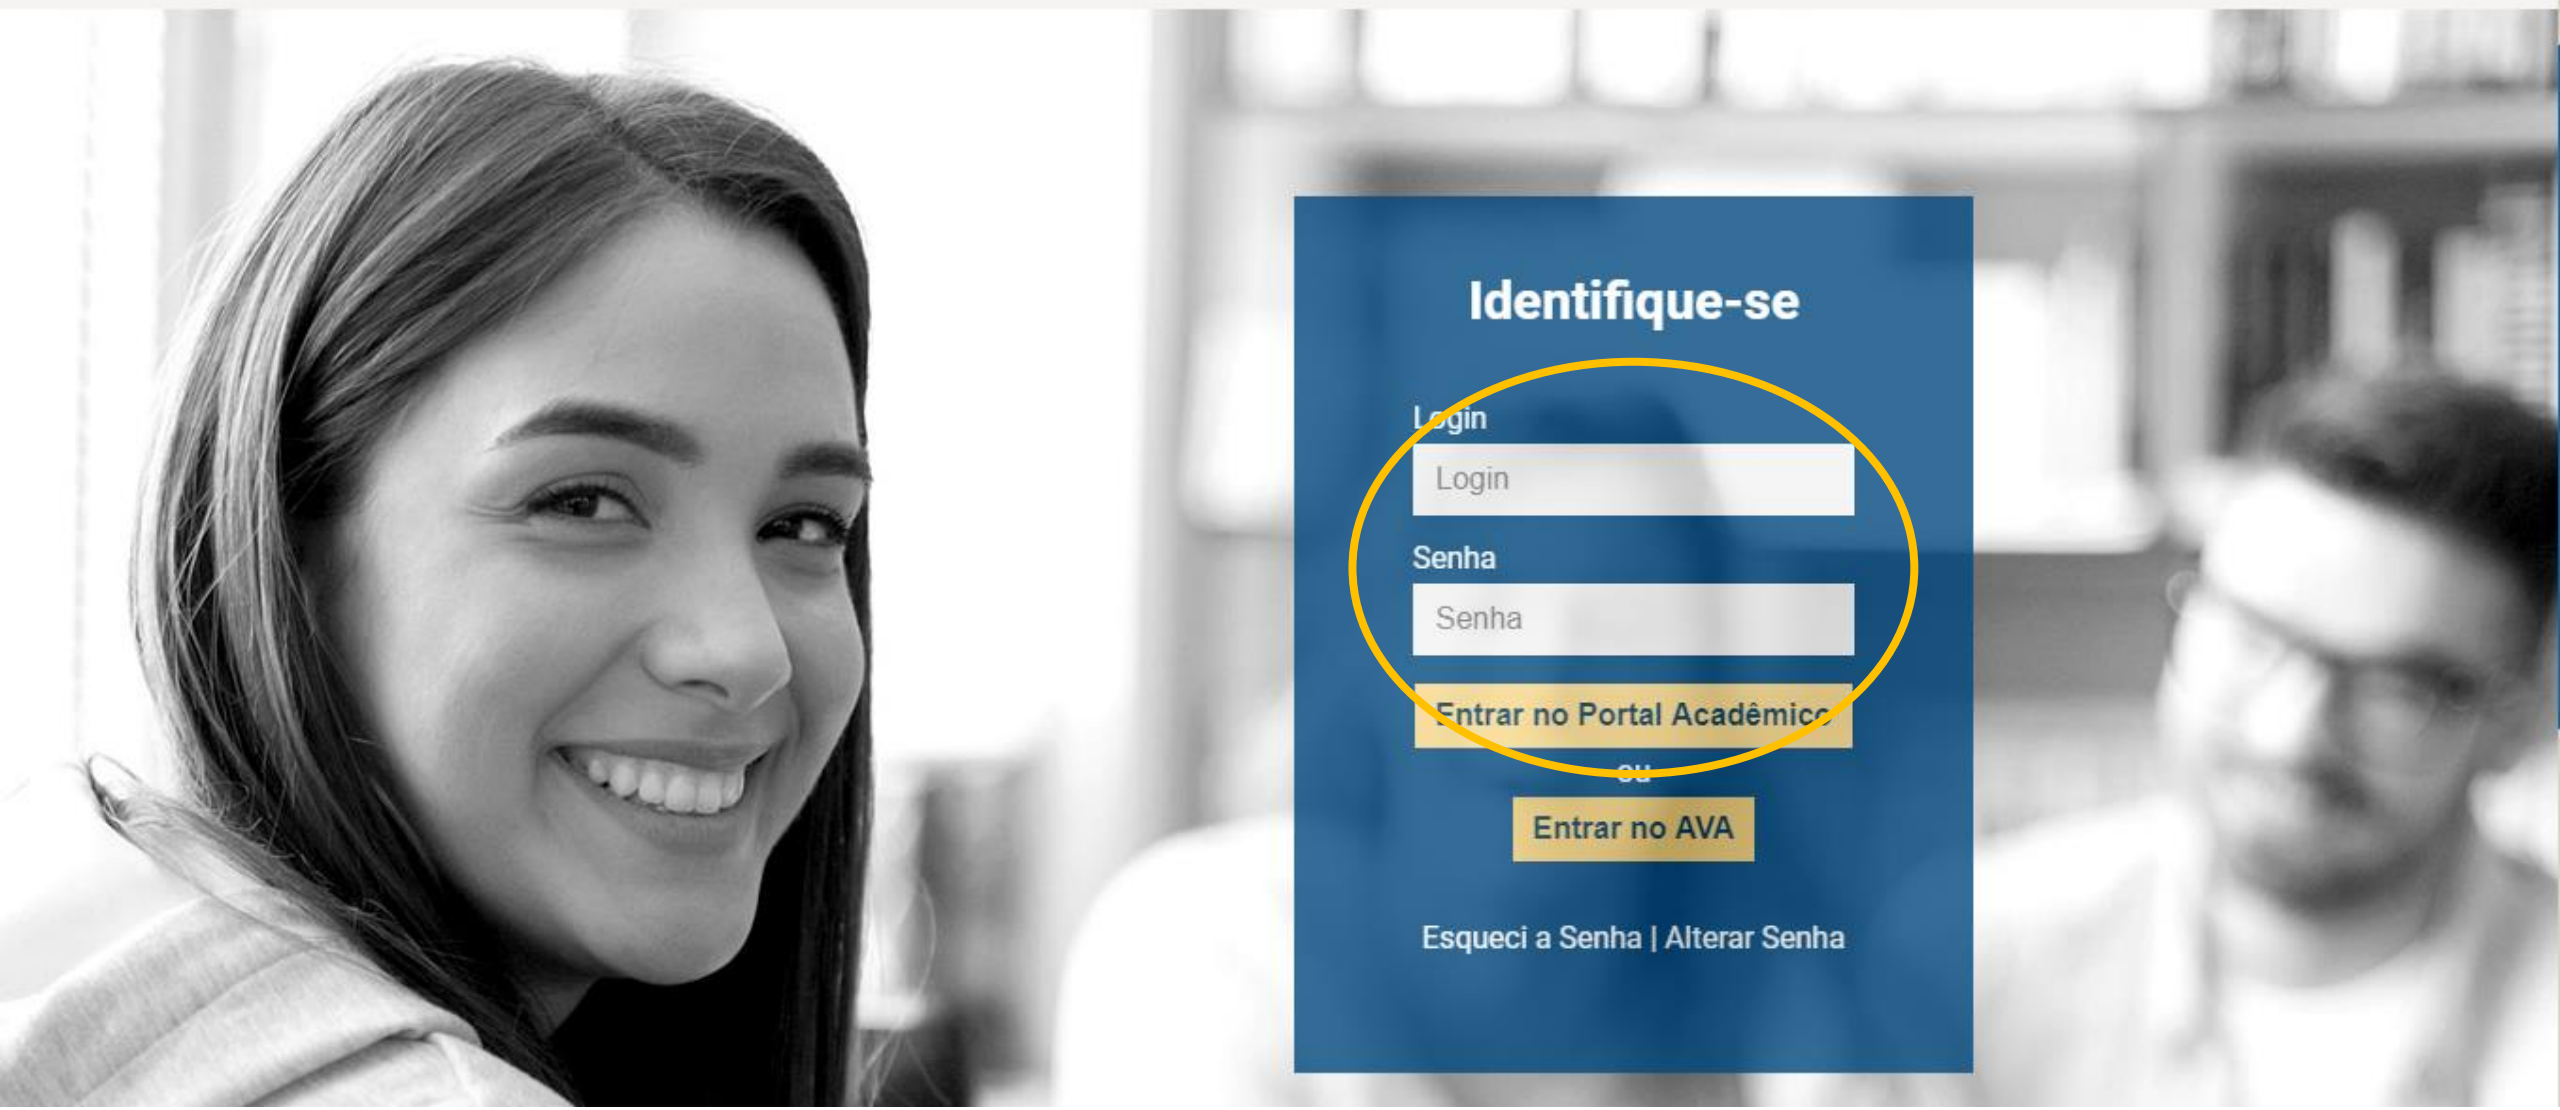 Identifique-se
Login
Login
Senha
Senha
Entrar no Portal Acadêmico
ou
Entrar no AVA
Esqueci a Senha | Alterar Senha